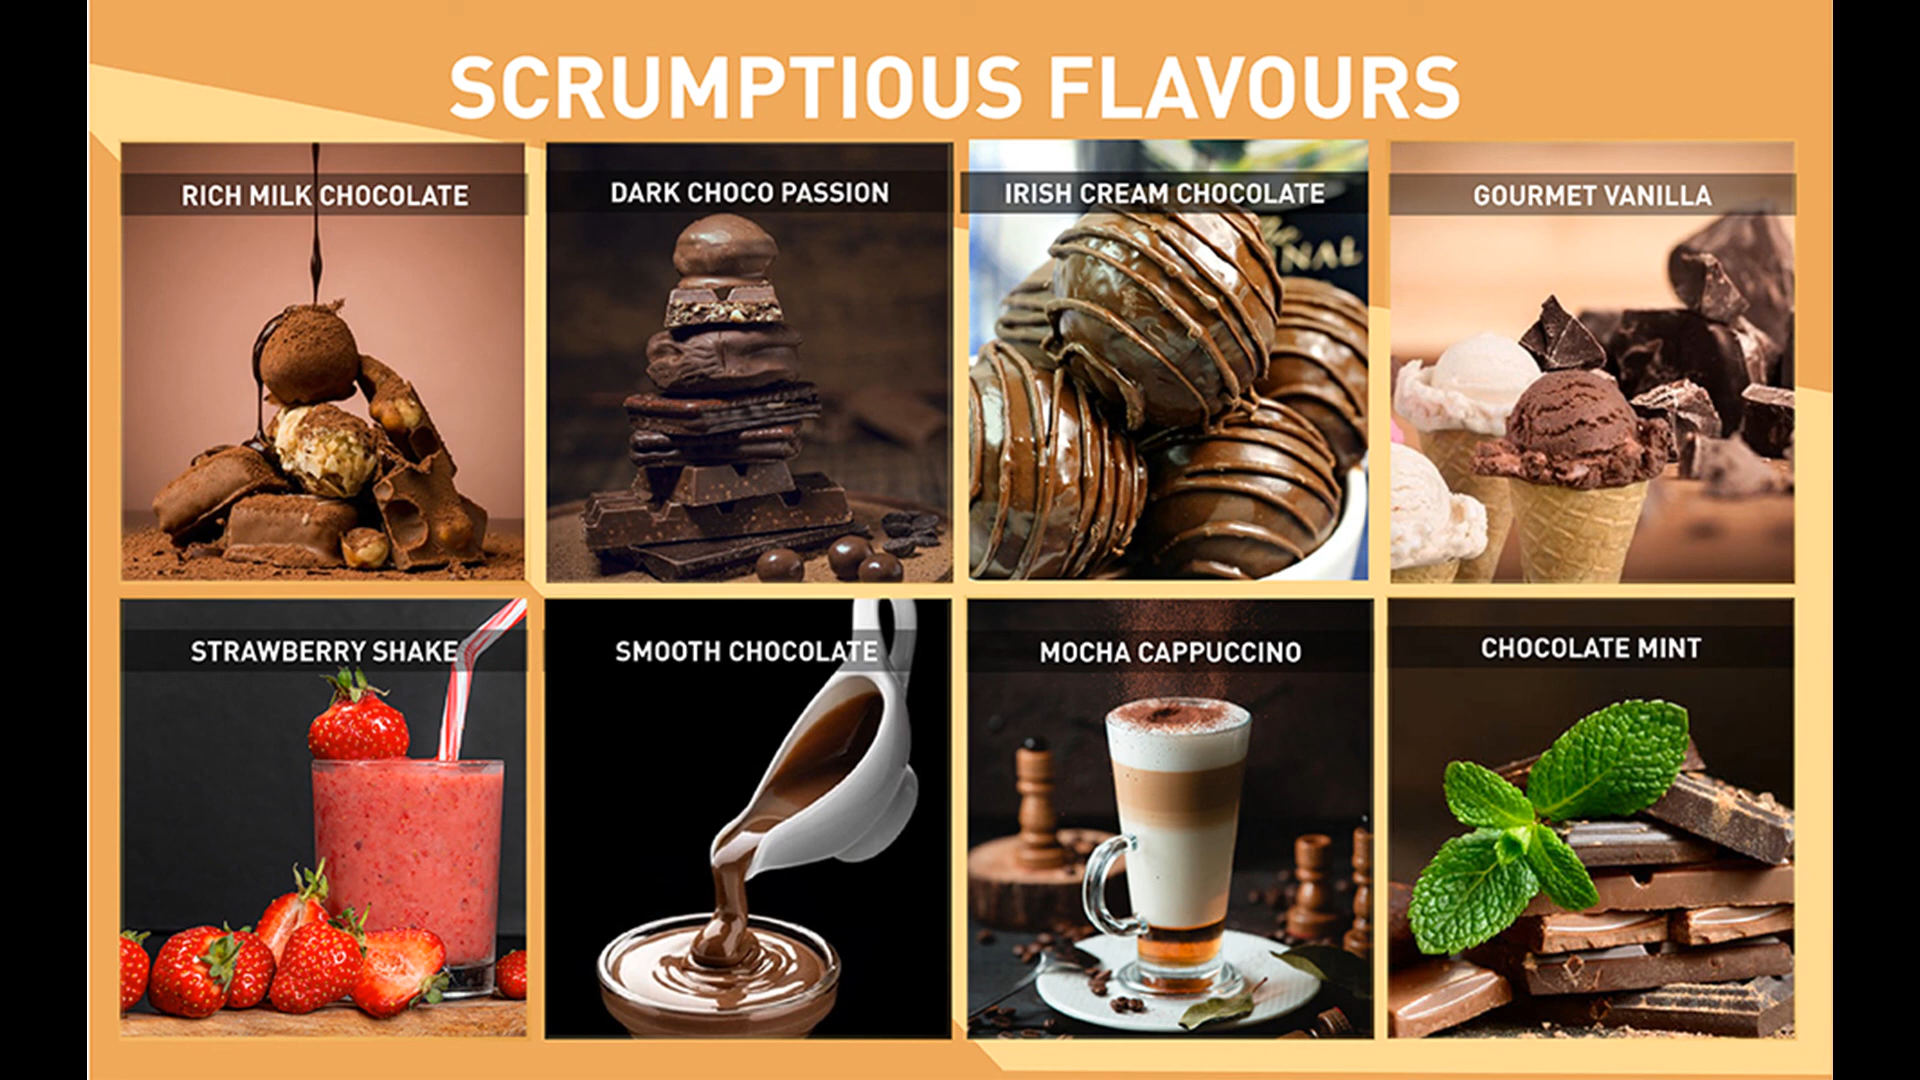 SCRUMPTIOUS FLAVOURS
RICH MILK CHOCOLATE
DARK CHOCO PASSION
IRISH CREAM CHOCOLATE
GOURMET VANILLA
NAL
STRAWBERRY SHAKE
SMOOTH CHOCOLATE
MOCHA CAPPUCCINO
CHOCOLATE MINT